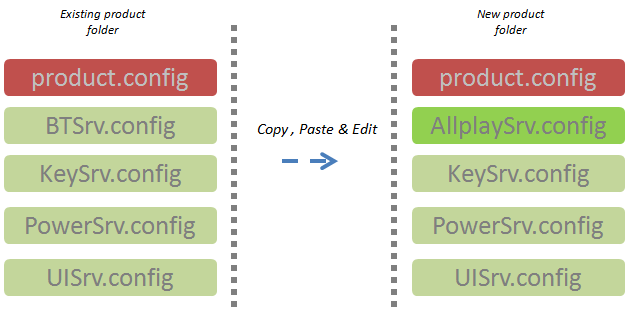 Existing product
folder
product.config
BTSrv.config
KeySrv.config
PowerSrv.config
UISrv.config
Copy , Paste & Edit
New product
folder
product.config
AllplaySrv.config
KeySrv.config
PowerSrv.config
UISrv.config